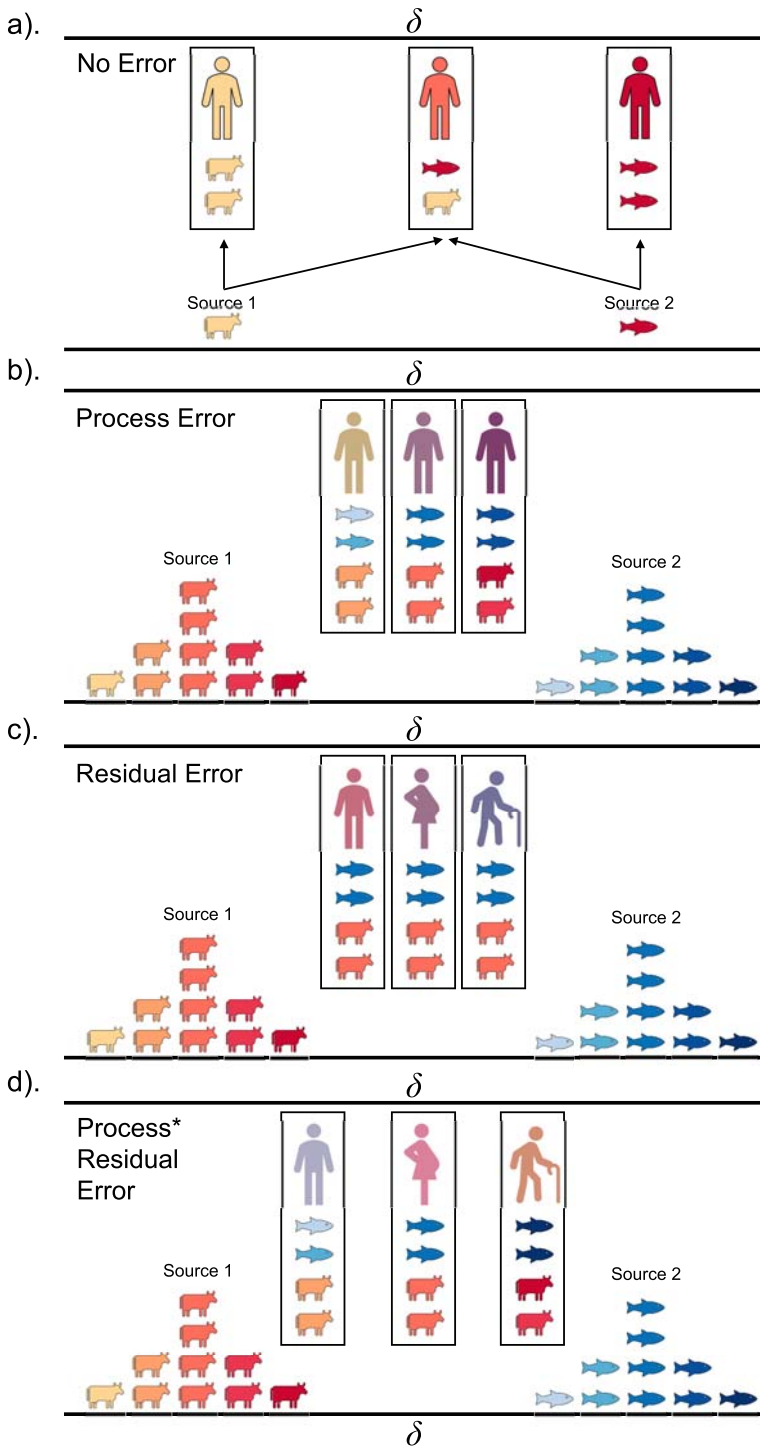 a).
δ
No Error
Source 1
Source 2
b).
δ
Process Error
Source 1
Source 2
c).
δ
Residual Error
Source 1
Source 2
d).
δ
Process*
Residual
Error
Source 1
Source 2
δ